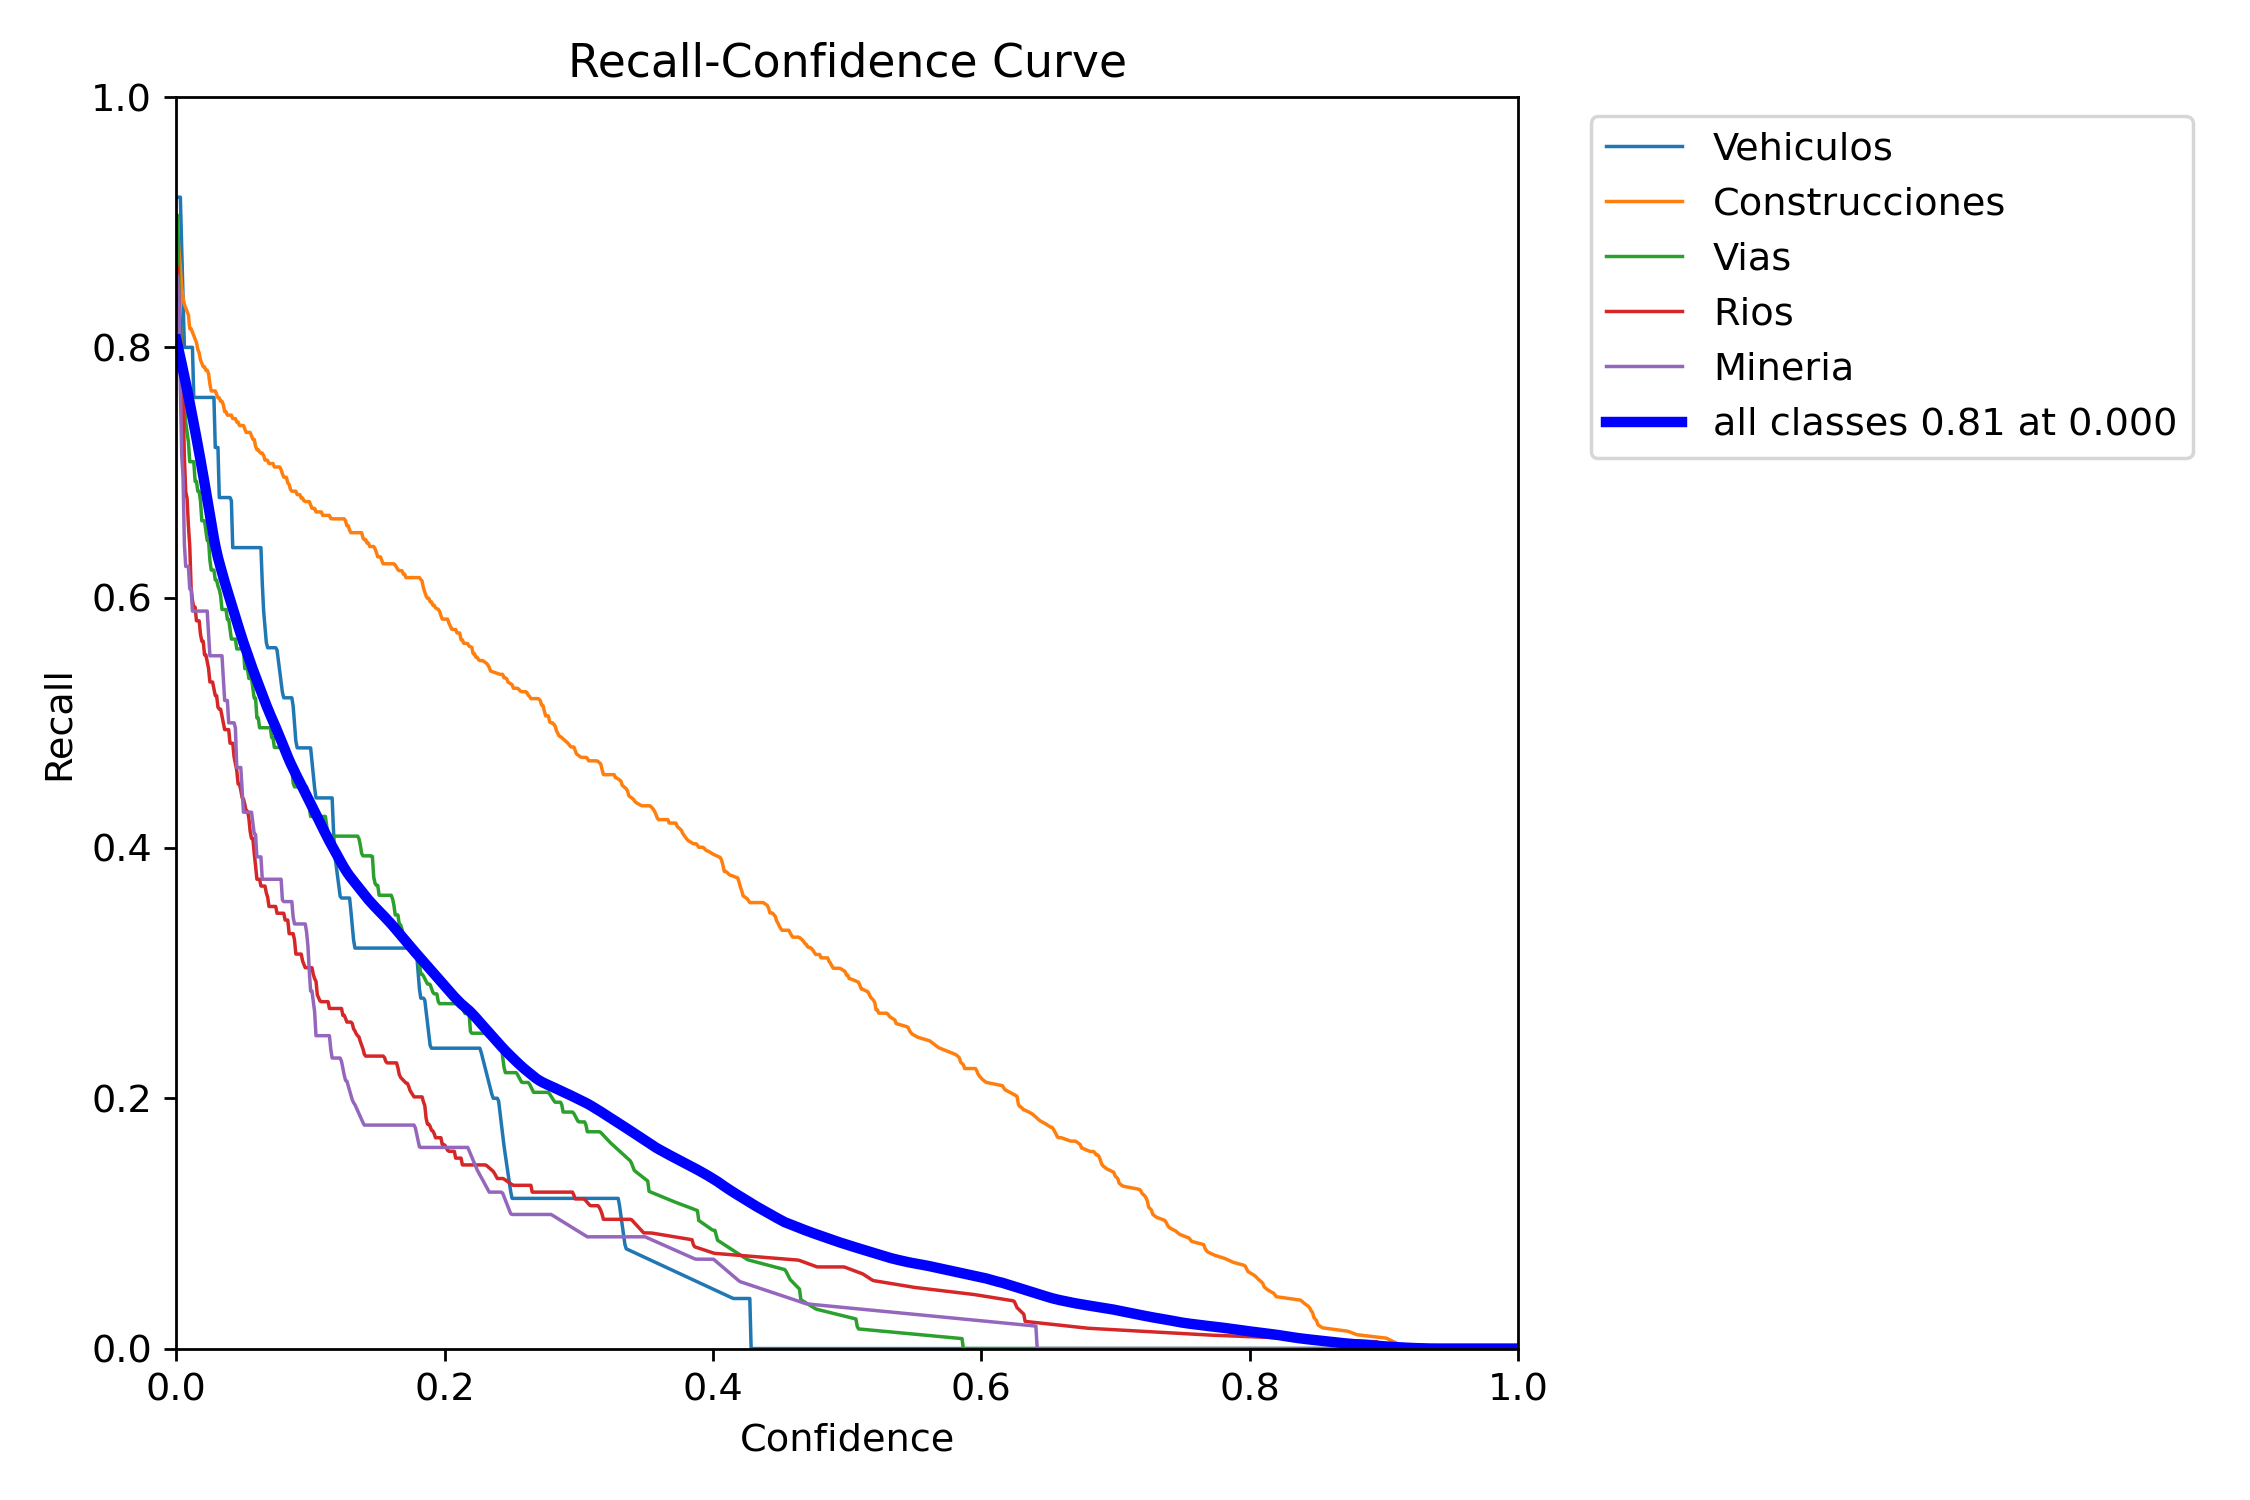 Recall-Confidence Curve
1.0
0.8
0.6
0.4
0.2
0.0
Recall
0.0 0.2 0.4 0.6 0.8 1.0
Confidence
Vehiculos
Construcciones
Vias
Rios
Mineria
all classes 0.81 at 0.000